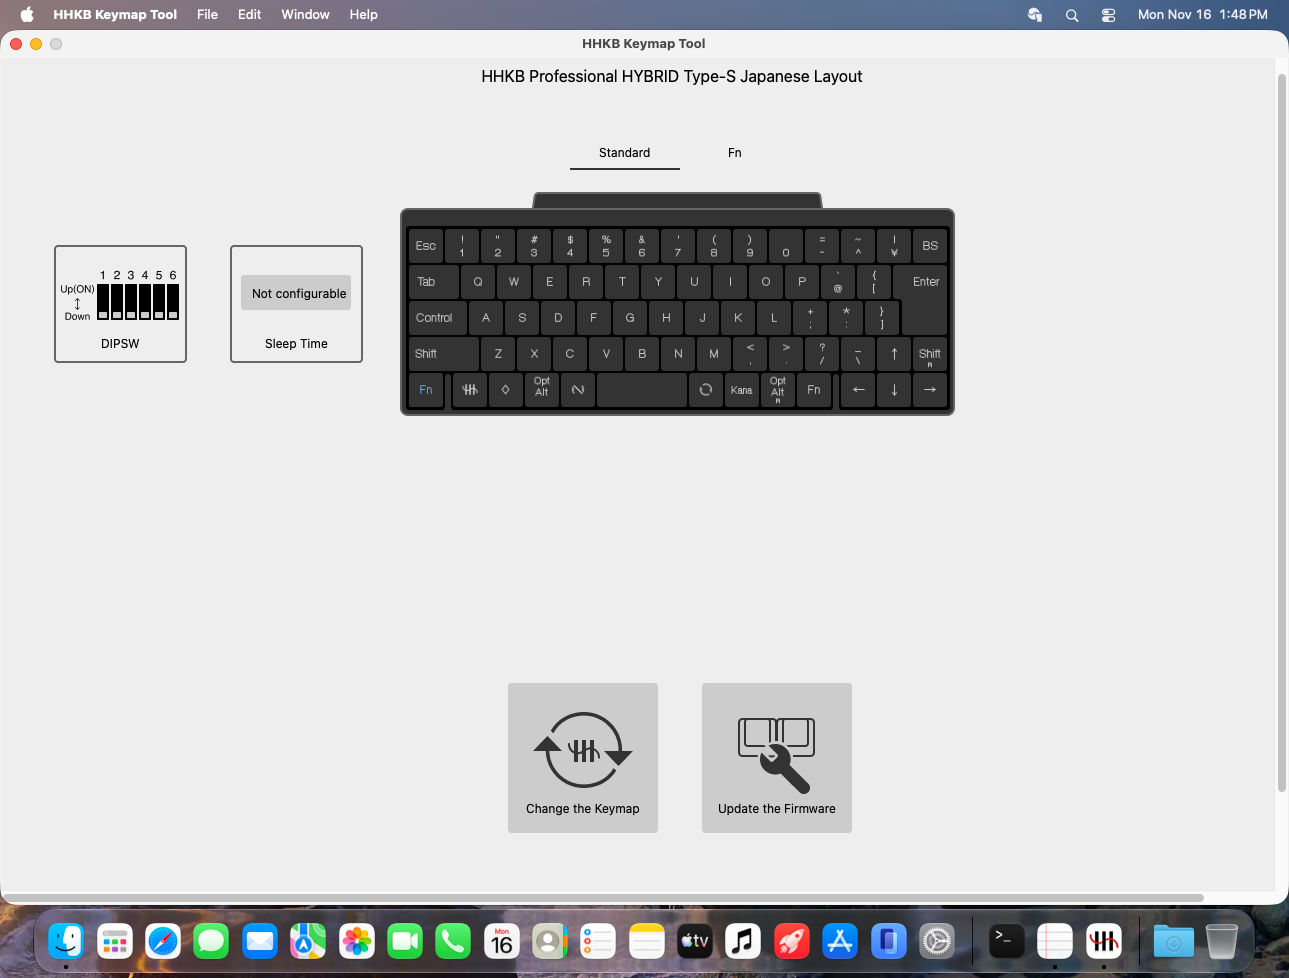 HHKB Keymap Tool File Edit Window Help Mon Nov 16 1:48 PM
HHKB Keymap Tool
HHKB Professional HYBRID Type-S Japanese Layout
Standard Fn
1 2 3 4 5 6
Up(ON)
↕
Down
DIPSW
Not configurable
Sleep Time
Esc ! 1 " 2 # 3 $ 4 % 5 & 6 ' 7 ( 8 ) 9 0 = - ~ ^ | ¥ BS
Tab Q W E R T Y U I O P ` @ { [ Enter
Control A S D F G H J K L + ; * : } ]
Shift Z X C V B N M < , > . ? / _ \ ↑ Shift R
Fn ◇ Opt Alt Kana Opt Alt R Fn ← ↓ →
Change the Keymap
Update the Firmware
Mon
16
tv
>_